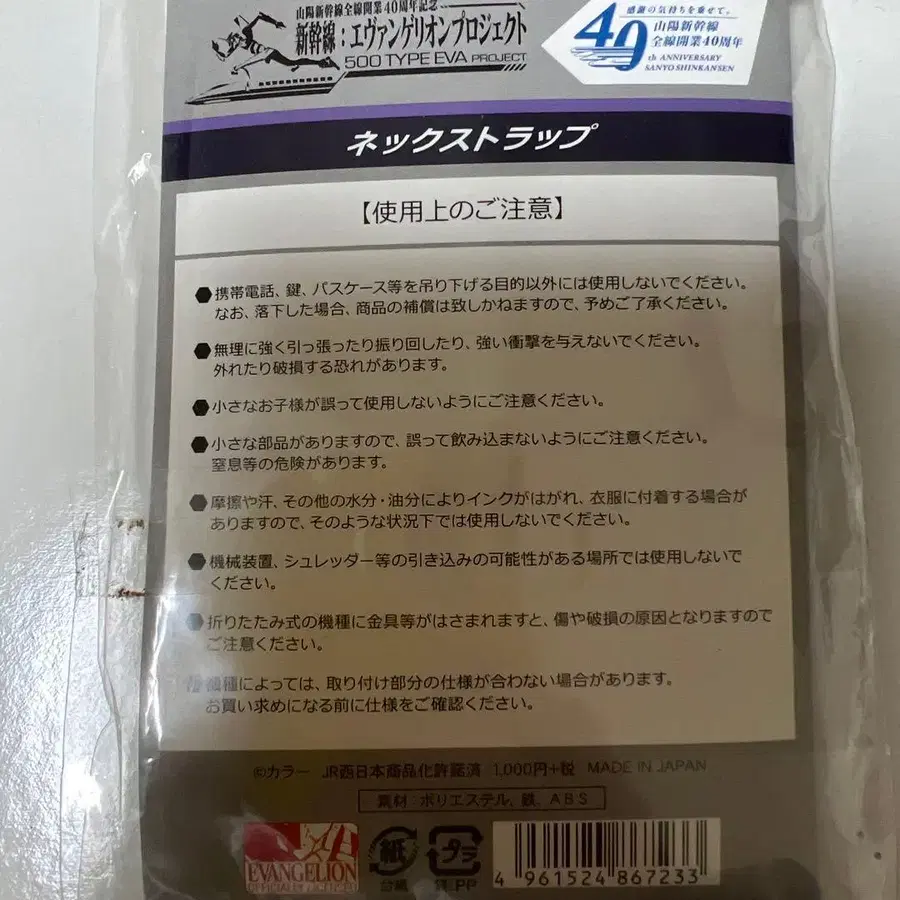 山陽新幹線全線開業40周年記念
新幹線：エヴァンゲリオンプロジェクト
500 TYPE EVA PROJECT
感謝の気持ちを乗せて。
40 山陽新幹線
全線開業40周年
th ANNIVERSARY
SANYO SHINKANSEN
ネックストラップ
【使用上のご注意】
●携帯電話、鍵、パスケース等を吊り下げる目的以外には使用しないでください。
なお、落下した場合、商品の補償は致しかねますので、予めご了承ください。
●無理に強く引っ張ったり振り回したり、強い衝撃を与えないでください。
外れたり破損する恐れがあります。
●小さなお子様が誤って使用しないようにご注意ください。
●小さな部品がありますので、誤って飲み込まないようにご注意ください。
窒息等の危険があります。
●摩擦や汗、その他の水分・油分によりインクがはがれ、衣服に付着する場合が
ありますので、そのような状況下では使用しないでください。
●機械装置、シュレッダー等の引き込みの可能性がある場所では使用しないで
ください。
●折りたたみ式の機種に金具等がはさまれますと、傷や破損の原因となりますので
ご注意ください。
●機種によっては、取り付け部分の仕様が合わない場合があります。
お買い求めになる前に仕様をご確認ください。
©カラー JR西日本商品化許諾済 1,000円+税 MADE IN JAPAN
素材：ポリエステル, 鉄, ABS
EVANGELION
OFFICIALLY LICENSED
紙
台紙
プラ
袋:PP
4 961524 867233